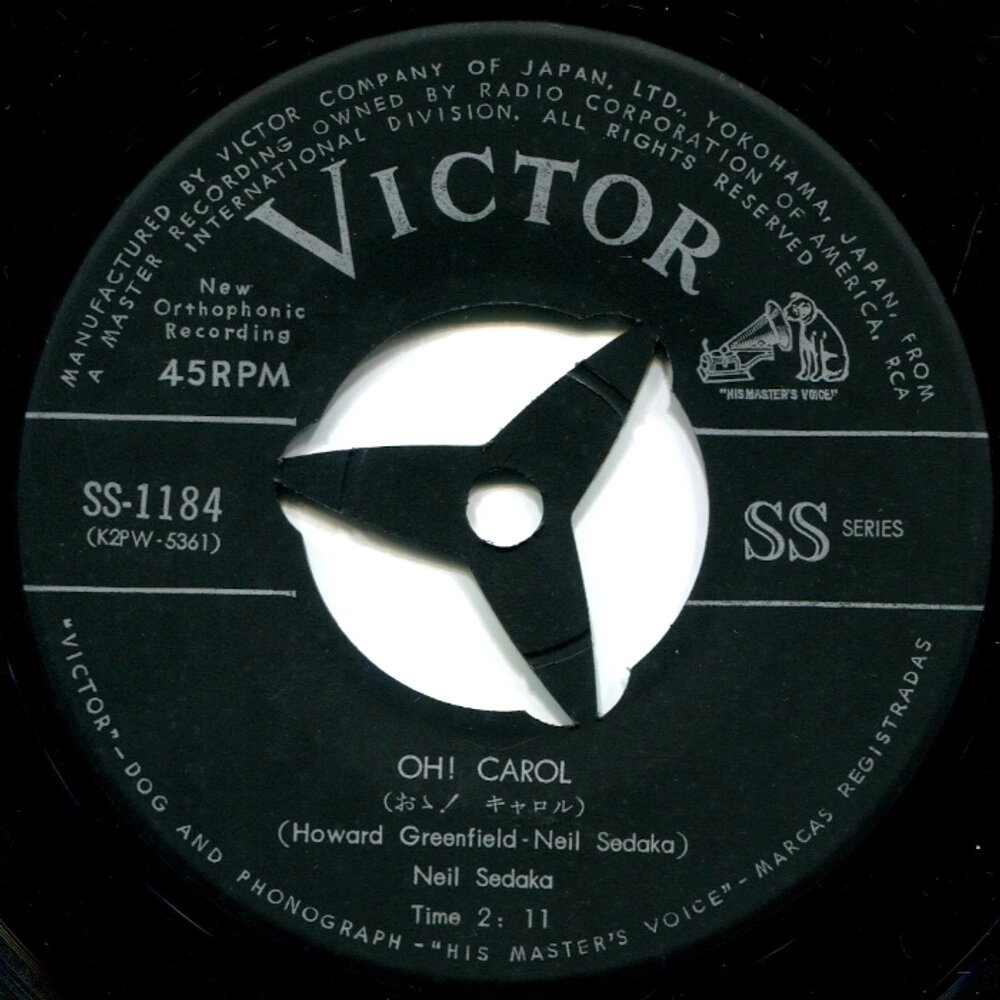 MANUFACTURED BY VICTOR COMPANY OF JAPAN, LTD., YOKOHAMA, JAPAN, FROM
A MASTER RECORDING OWNED BY RADIO CORPORATION OF AMERICA, RCA
INTERNATIONAL DIVISION. ALL RIGHTS RESERVED
VICTOR
New
Orthophonic
Recording
45RPM
"HIS MASTER'S VOICE"
SS-1184
(K2PW-5361)
SS SERIES
OH! CAROL
(おゝ! キャロル)
(Howard Greenfield-Neil Sedaka)
Neil Sedaka
Time 2: 11
"VICTOR"-DOG AND PHONOGRAPH-"HIS MASTER'S VOICE"-MARCAS REGISTRADAS